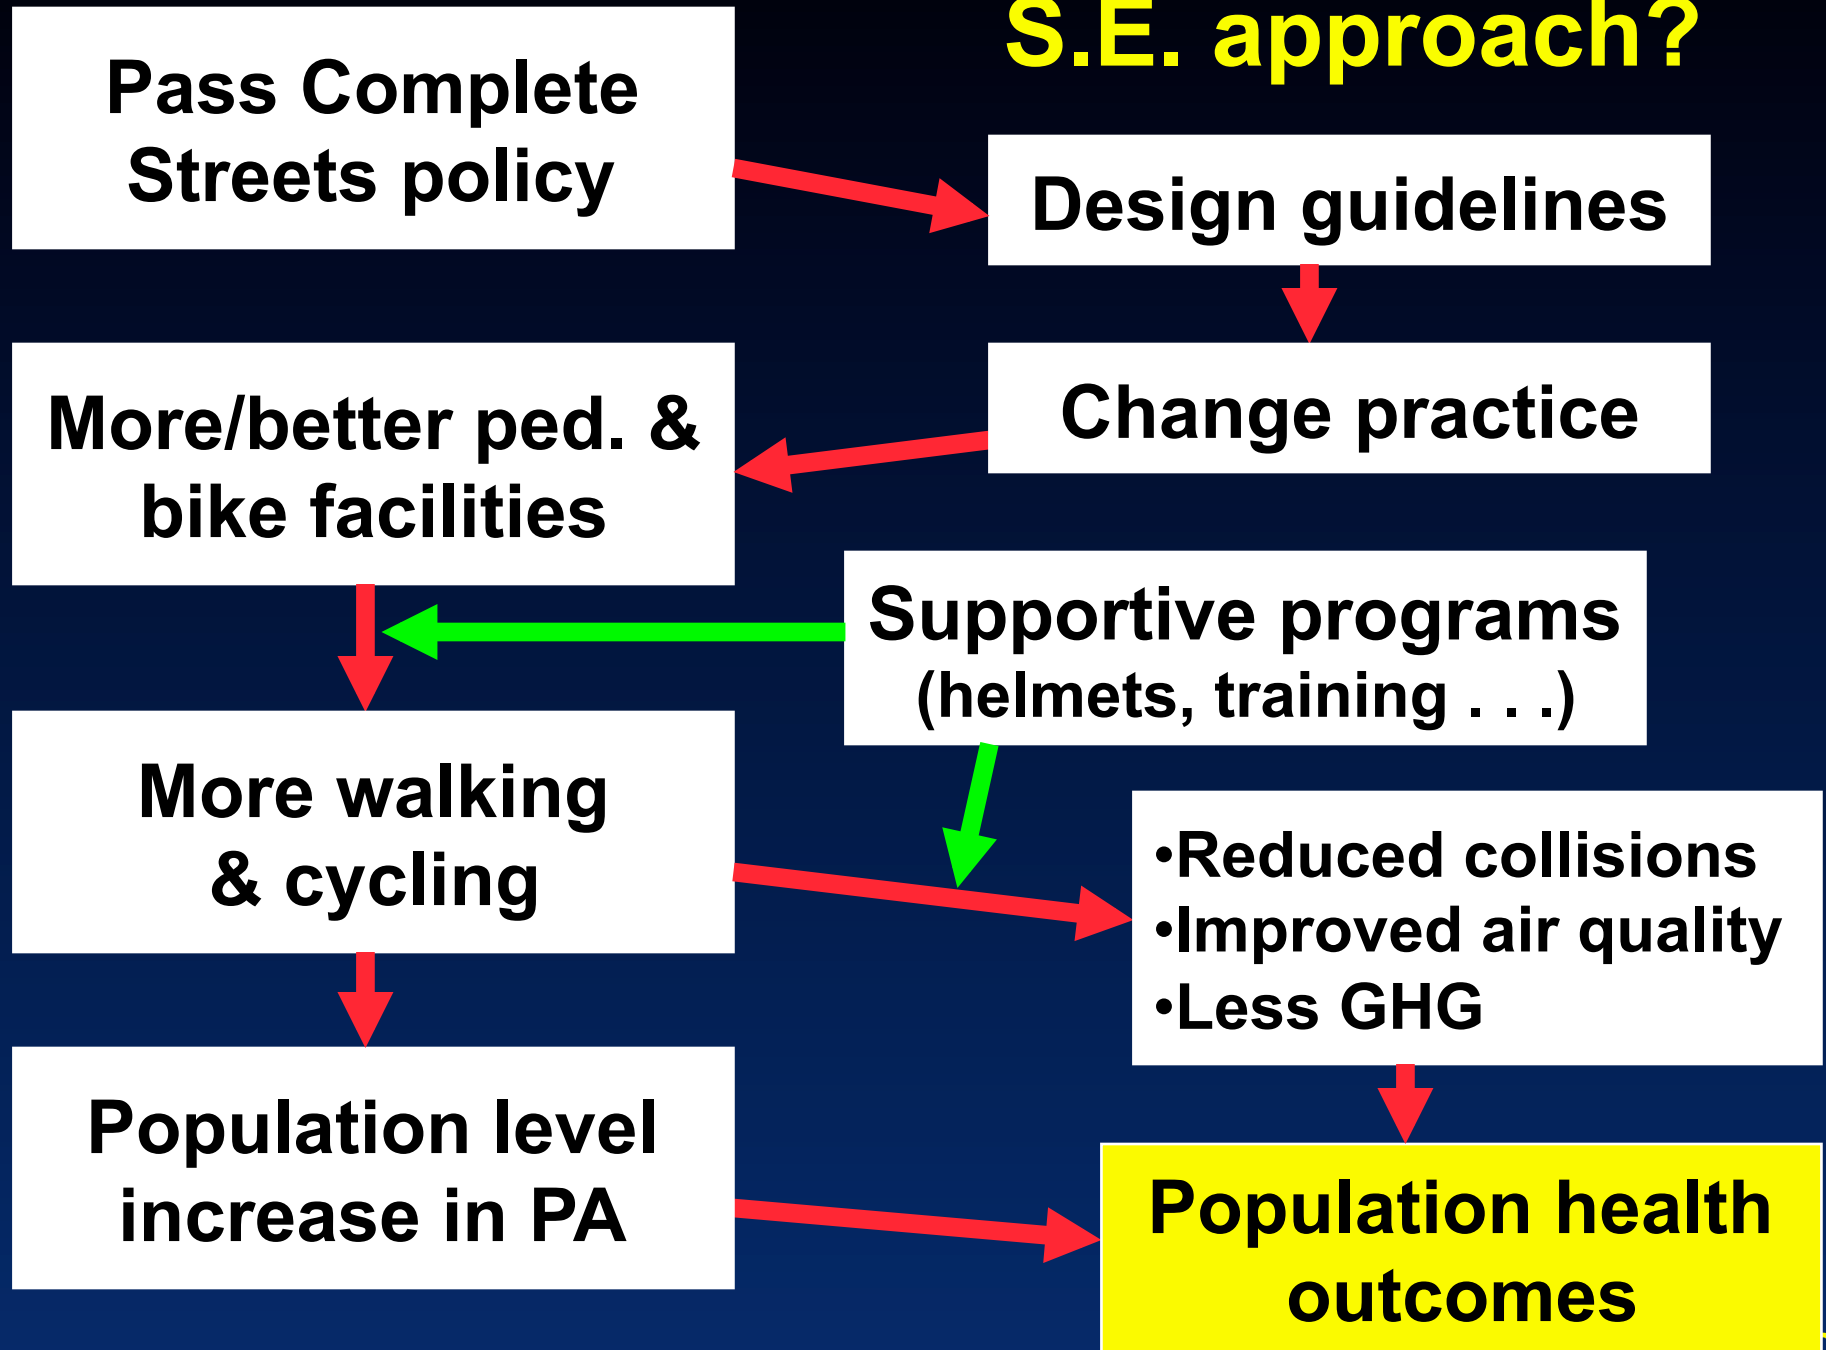 S.E. approach?
Pass Complete
Streets policy
Design guidelines
Change practice
More/better ped. &
bike facilities
Supportive programs
(helmets, training . . .)
More walking
& cycling
•Reduced collisions
•Improved air quality
•Less GHG
Population level
increase in PA
Population health
outcomes